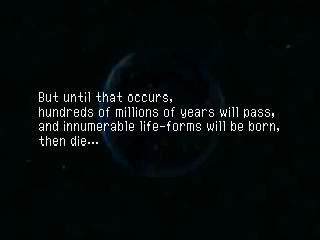 But until that occurs,
hundreds of millions of years will pass,
and innumerable life-forms will be born,
then die…